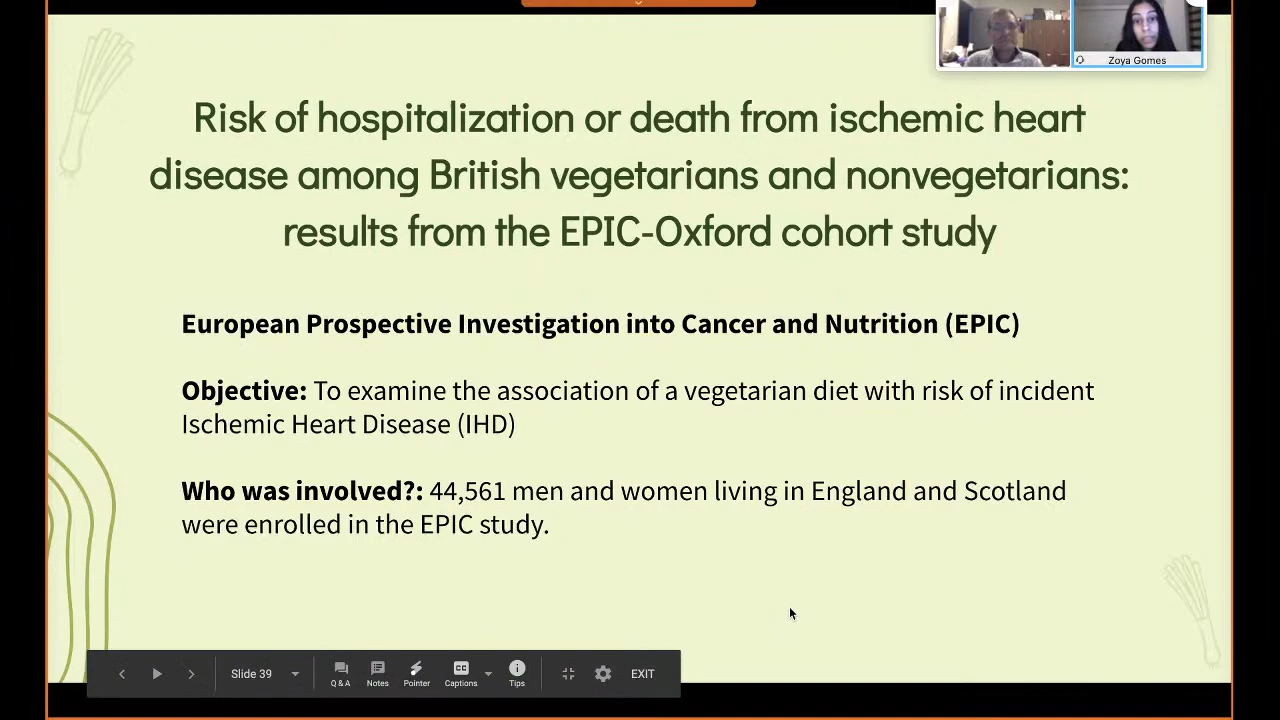 Zoya Gomes
Risk of hospitalization or death from ischemic heart
disease among British vegetarians and nonvegetarians:
results from the EPIC-Oxford cohort study
European Prospective Investigation into Cancer and Nutrition (EPIC)
Objective: To examine the association of a vegetarian diet with risk of incident
Ischemic Heart Disease (IHD)
Who was involved?: 44,561 men and women living in England and Scotland
were enrolled in the EPIC study.
Slide 39
Q & A
Notes
Pointer
CC
Captions
Tips
EXIT